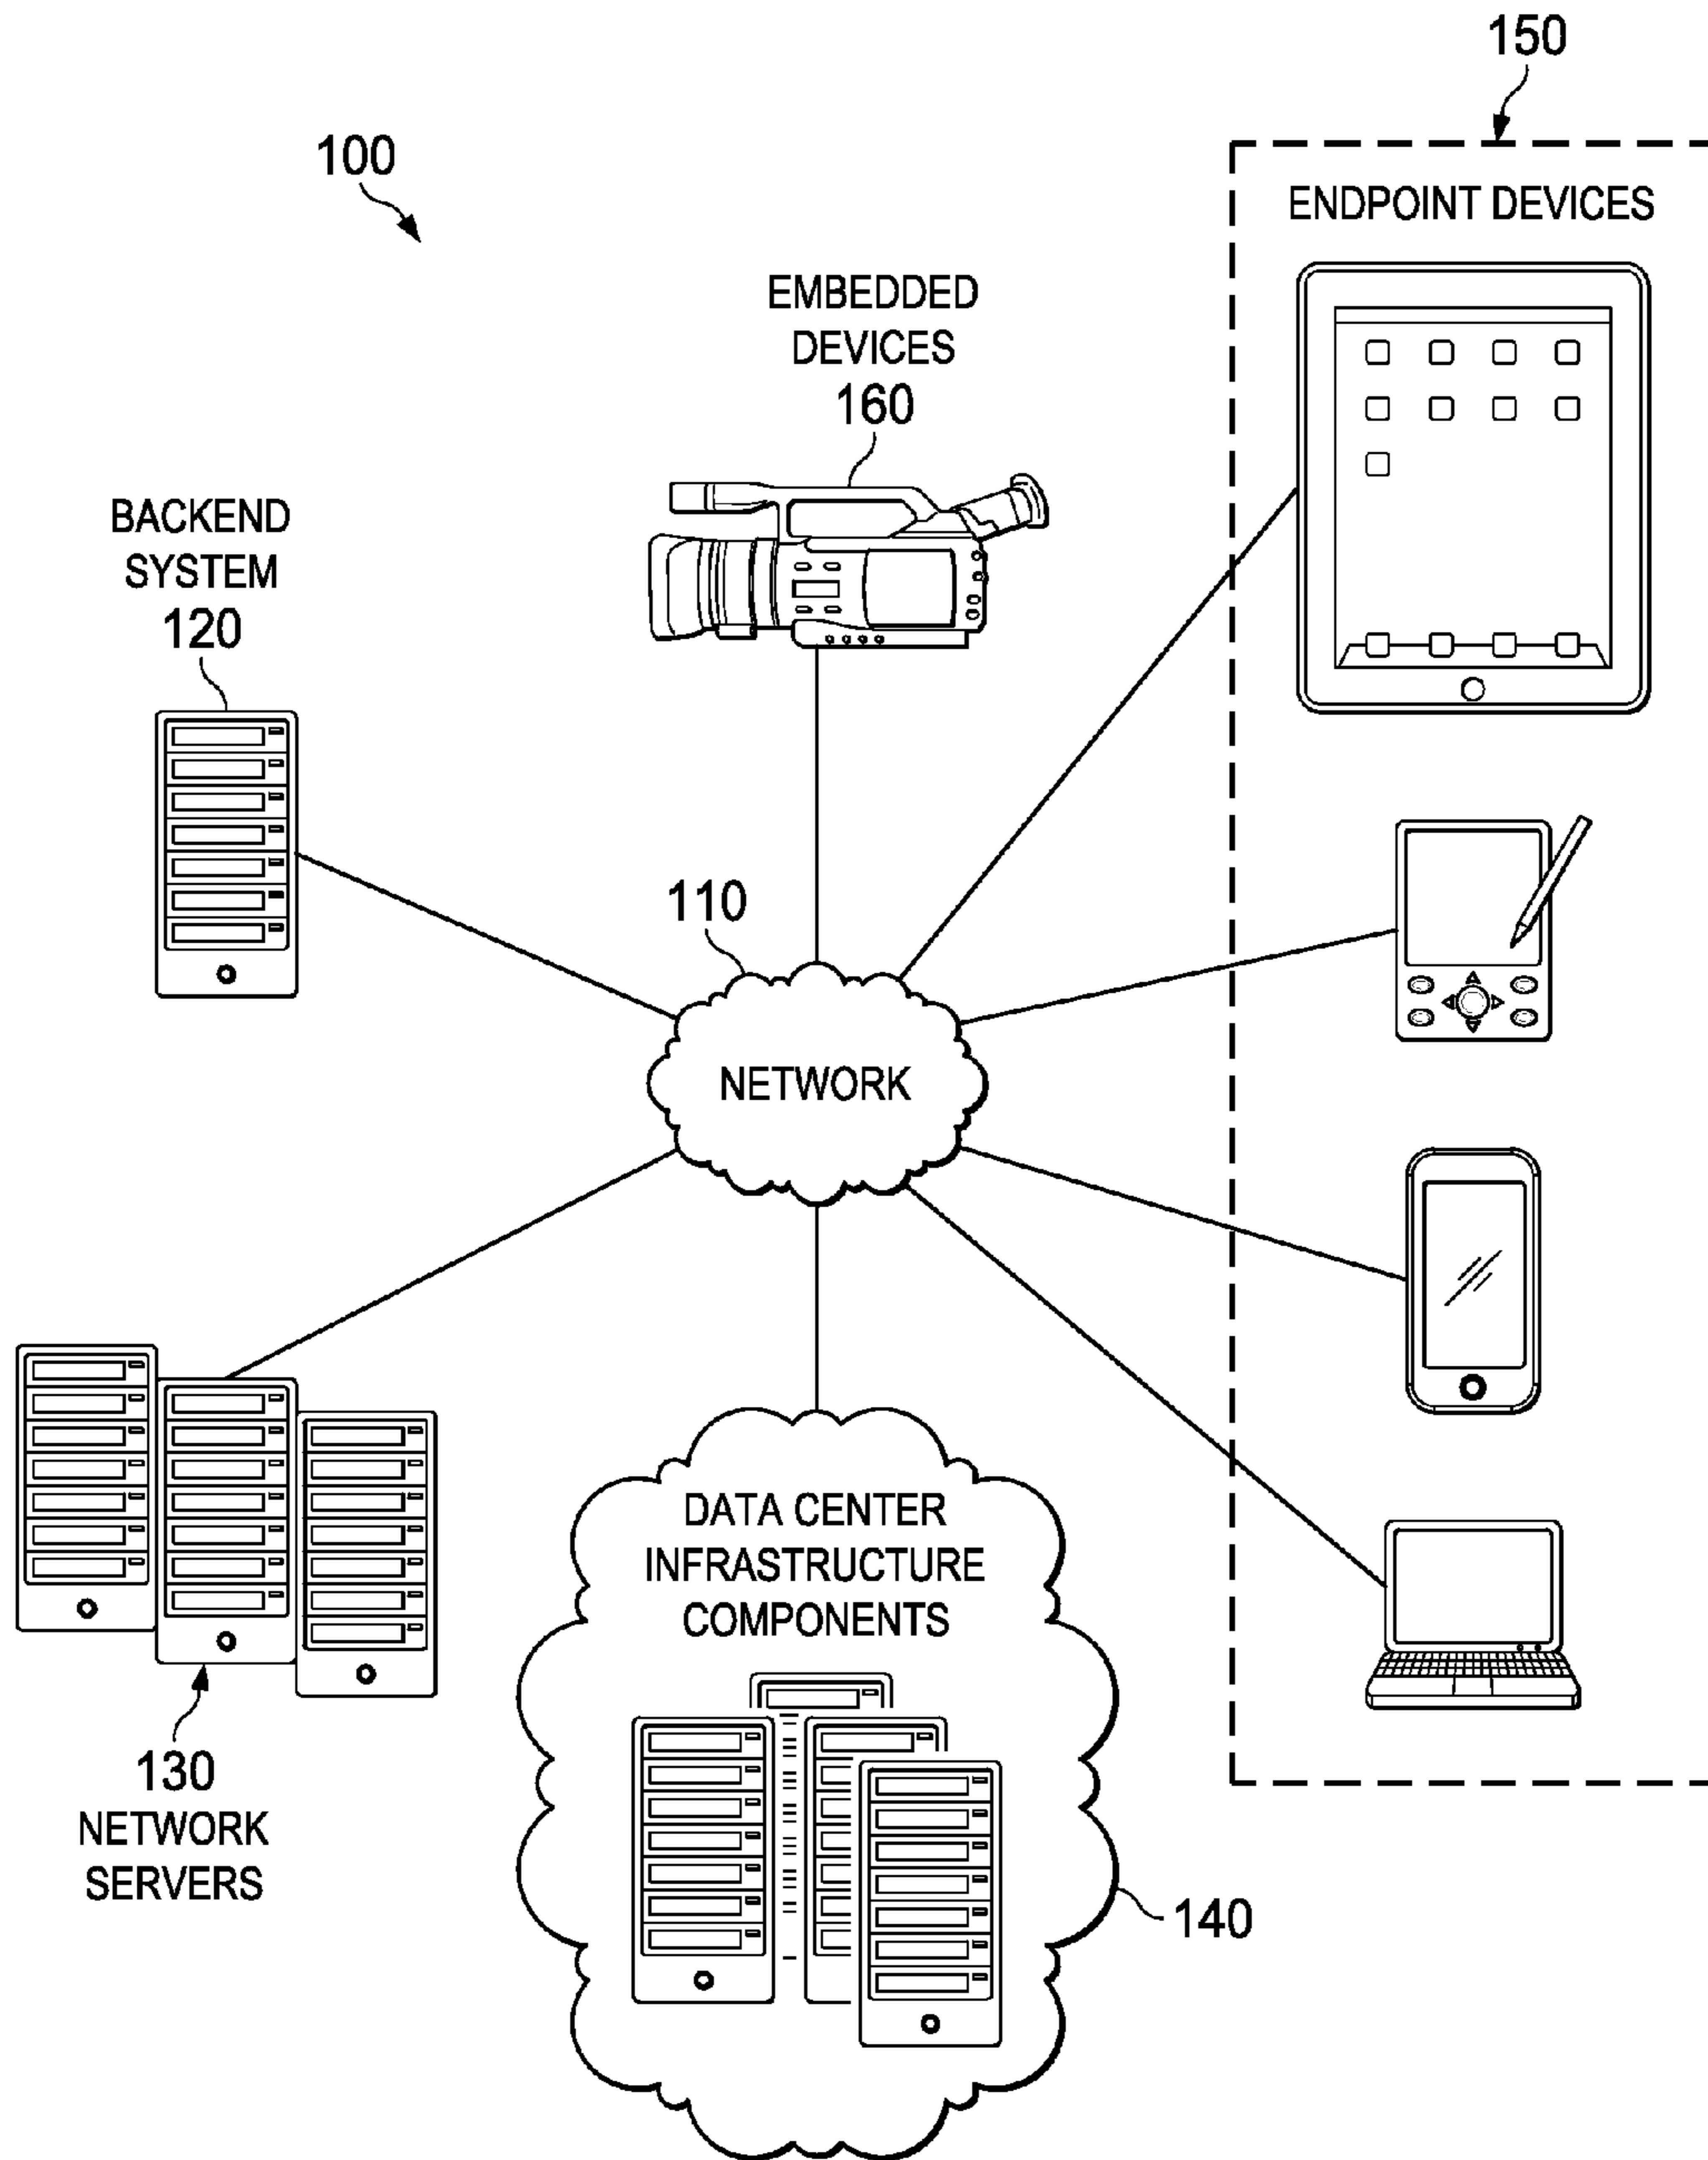 150
100
ENDPOINT DEVICES
EMBEDDED
DEVICES
160
BACKEND
SYSTEM
120
110
NETWORK
DATA CENTER
INFRASTRUCTURE
COMPONENTS
130
NETWORK
SERVERS
140